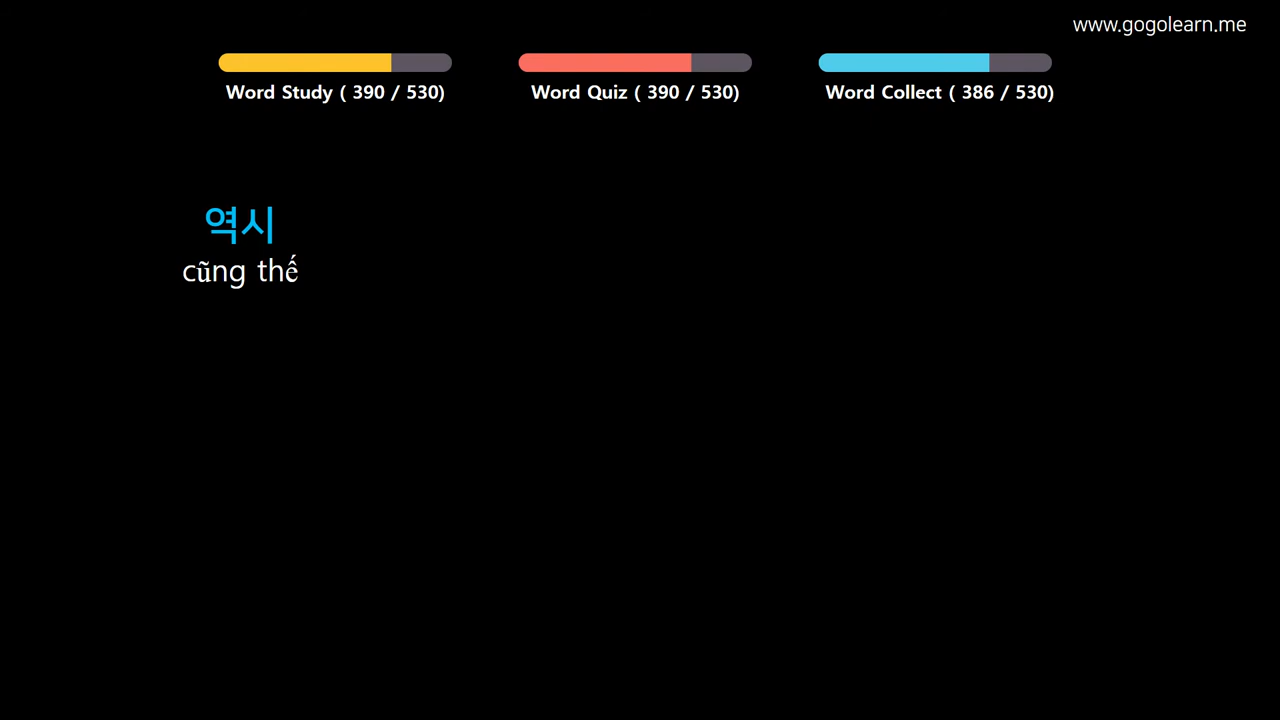 www.gogolearn.me
Word Study ( 390 / 530)
Word Quiz ( 390 / 530)
Word Collect ( 386 / 530)
역시
cũng thế